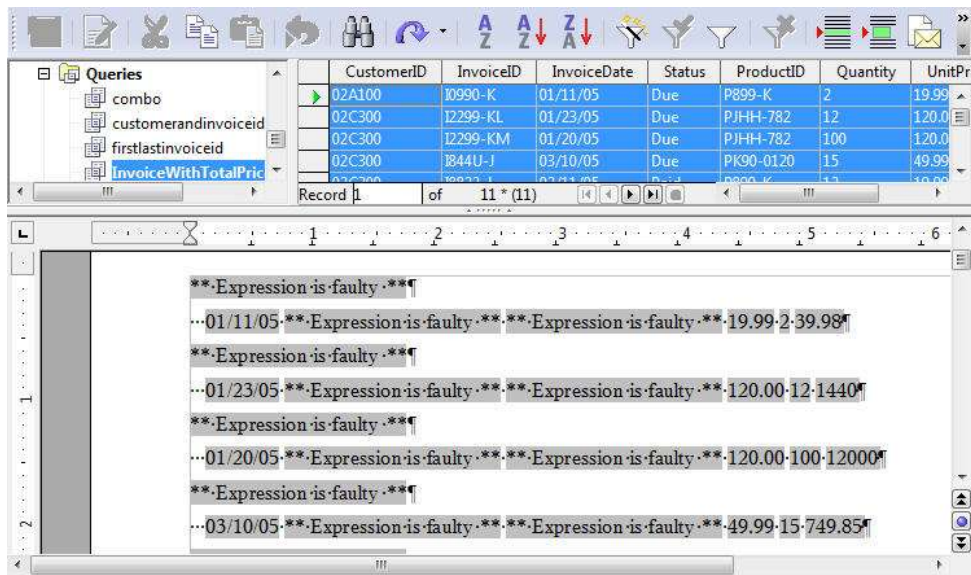 Queries
combo
customerandinvoiceid
firstlastinvoiceid
InvoiceWithTotalPric
CustomerID InvoiceID InvoiceDate Status ProductID Quantity UnitPr
02A100 I0990-K 01/11/05 Due P899-K 2 19.99
02C300 I2299-KL 01/23/05 Due PJHH-782 12 120.0
02C300 I2299-KM 01/20/05 Due PJHH-782 100 120.0
02C300 I844U-J 03/10/05 Due PK90-0120 15 49.99
Record 1 of 11 * (11)
1 2 3 4 5 6
** Expression is faulty **¶
01/11/05 ** Expression is faulty ** ** Expression is faulty ** 19.99 2 39.98¶
** Expression is faulty **¶
01/23/05 ** Expression is faulty ** ** Expression is faulty ** 120.00 12 1440¶
** Expression is faulty **¶
01/20/05 ** Expression is faulty ** ** Expression is faulty ** 120.00 100 12000¶
** Expression is faulty **¶
03/10/05 ** Expression is faulty ** ** Expression is faulty ** 49.99 15 749.85¶
1
2